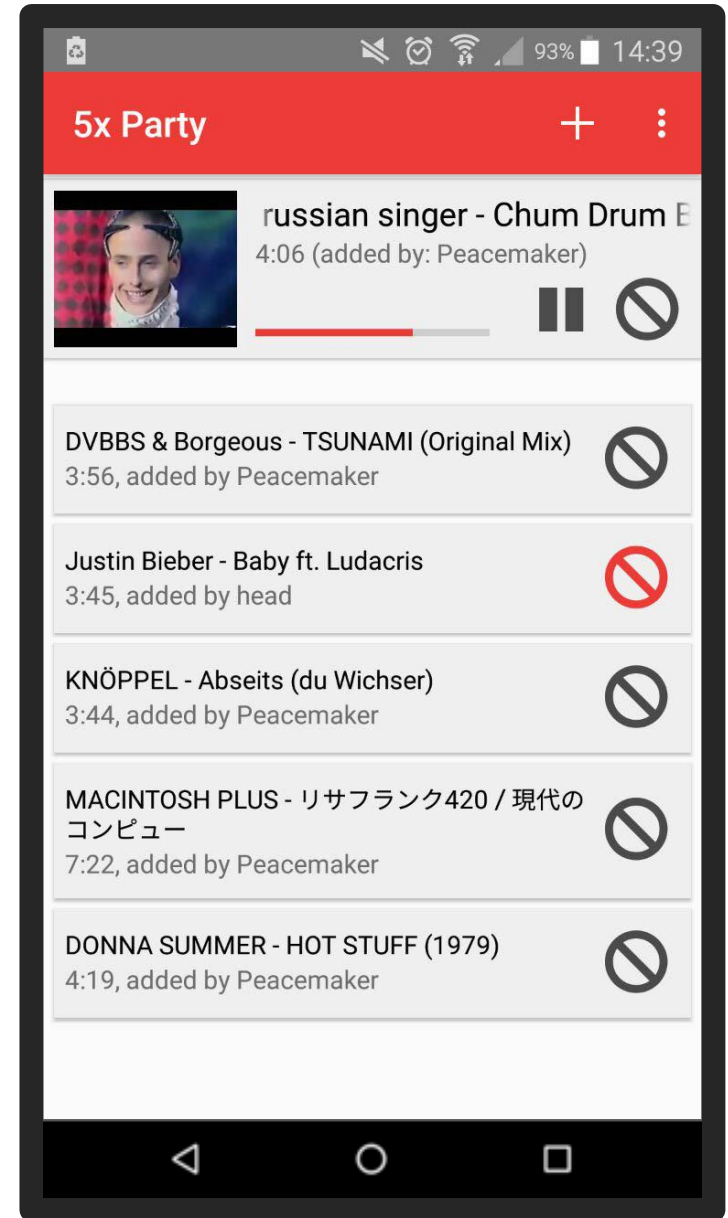 93% 14:39
5x Party
russian singer - Chum Drum
4:06 (added by: Peacemaker)
DVBBS & Borgeous - TSUNAMI (Original Mix)
3:56, added by Peacemaker
Justin Bieber - Baby ft. Ludacris
3:45, added by head
KNÖPPEL - Abseits (du Wichser)
3:44, added by Peacemaker
MACINTOSH PLUS - リサフランク420 / 現代の
コンピュー
7:22, added by Peacemaker
DONNA SUMMER - HOT STUFF (1979)
4:19, added by Peacemaker